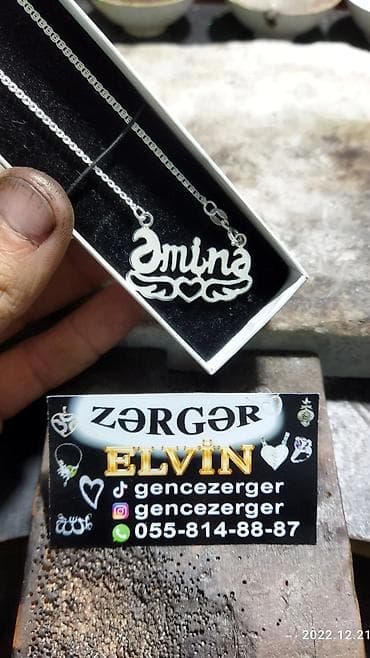 Əminə
ZƏRGƏR
ELVİN
gencezerger
gencezerger
055-814-88-87
2022.12.21